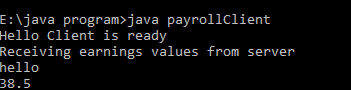 E:\java program>java payrollClient
Hello Client is ready
Receiving earnings values from server
hello
38.5